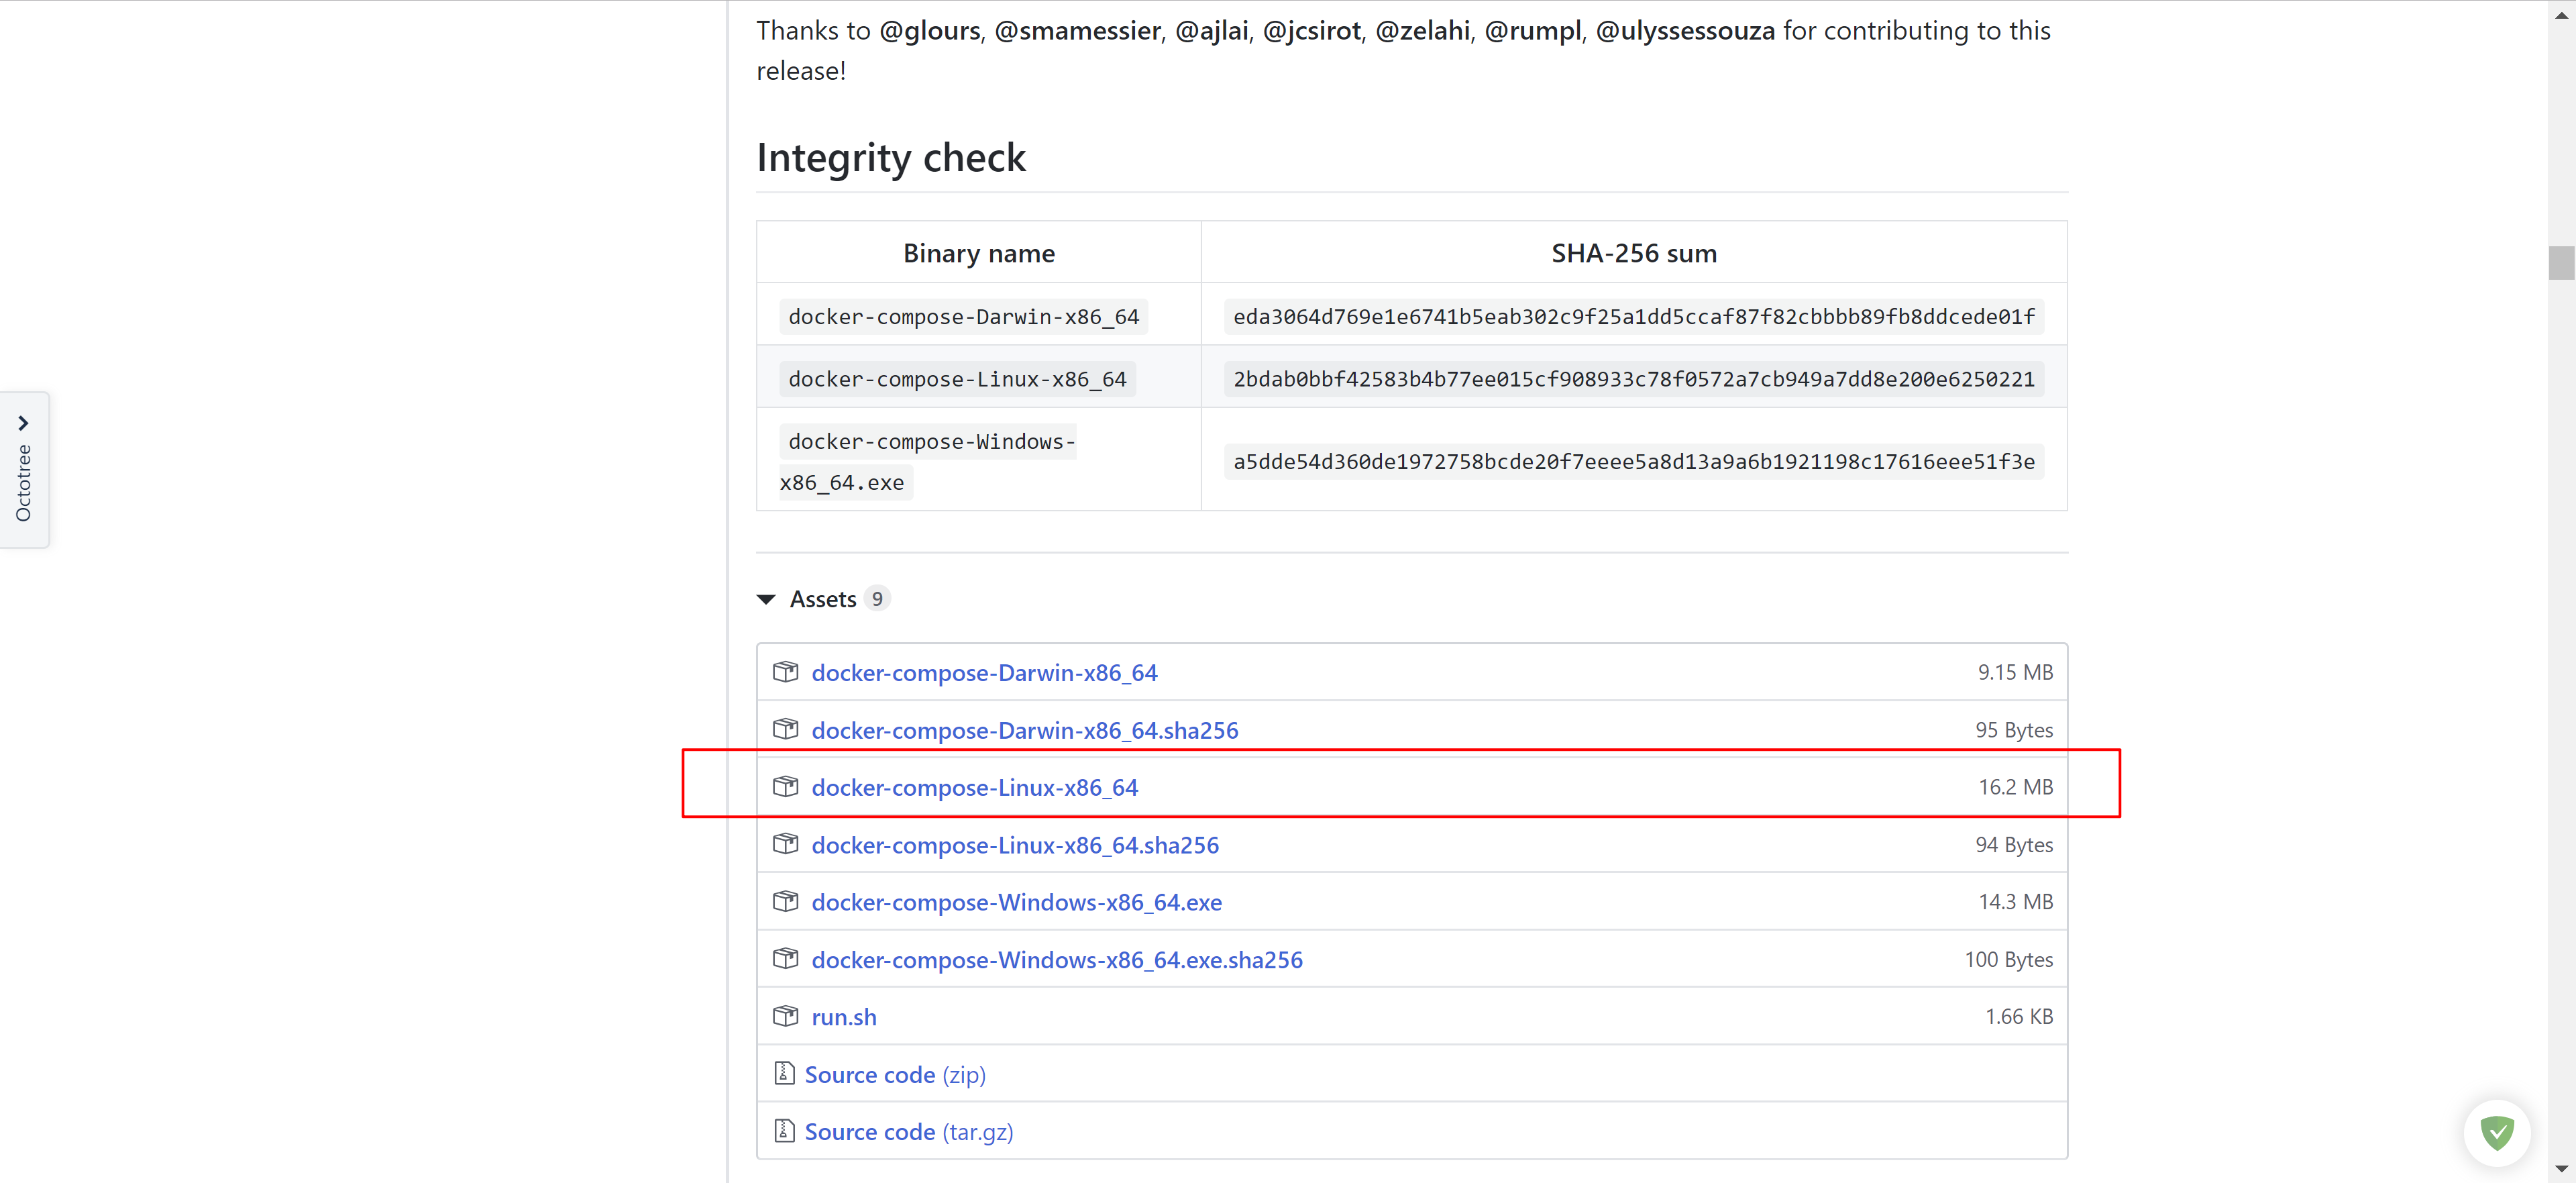 Thanks to @glours, @smamessier, @ajlai, @jcsirot, @zelahi, @rumpl, @ulyssessouza for contributing to this
release!
Integrity check
Binary name SHA-256 sum
docker-compose-Darwin-x86_64 eda3064d769e1e6741b5eab302c9f25a1dd5ccaf87f82cbbbb89fb8ddcede01f
docker-compose-Linux-x86_64 2bdab0bbf42583b4b77ee015cf908933c78f0572a7cb949a7dd8e200e6250221
docker-compose-Windows-
x86_64.exe a5dde54d360de1972758bcde20f7eeee5a8d13a9a6b1921198c17616eee51f3e
Octotree
Assets 9
docker-compose-Darwin-x86_64 9.15 MB
docker-compose-Darwin-x86_64.sha256 95 Bytes
docker-compose-Linux-x86_64 16.2 MB
docker-compose-Linux-x86_64.sha256 94 Bytes
docker-compose-Windows-x86_64.exe 14.3 MB
docker-compose-Windows-x86_64.exe.sha256 100 Bytes
run.sh 1.66 KB
Source code (zip)
Source code (tar.gz)